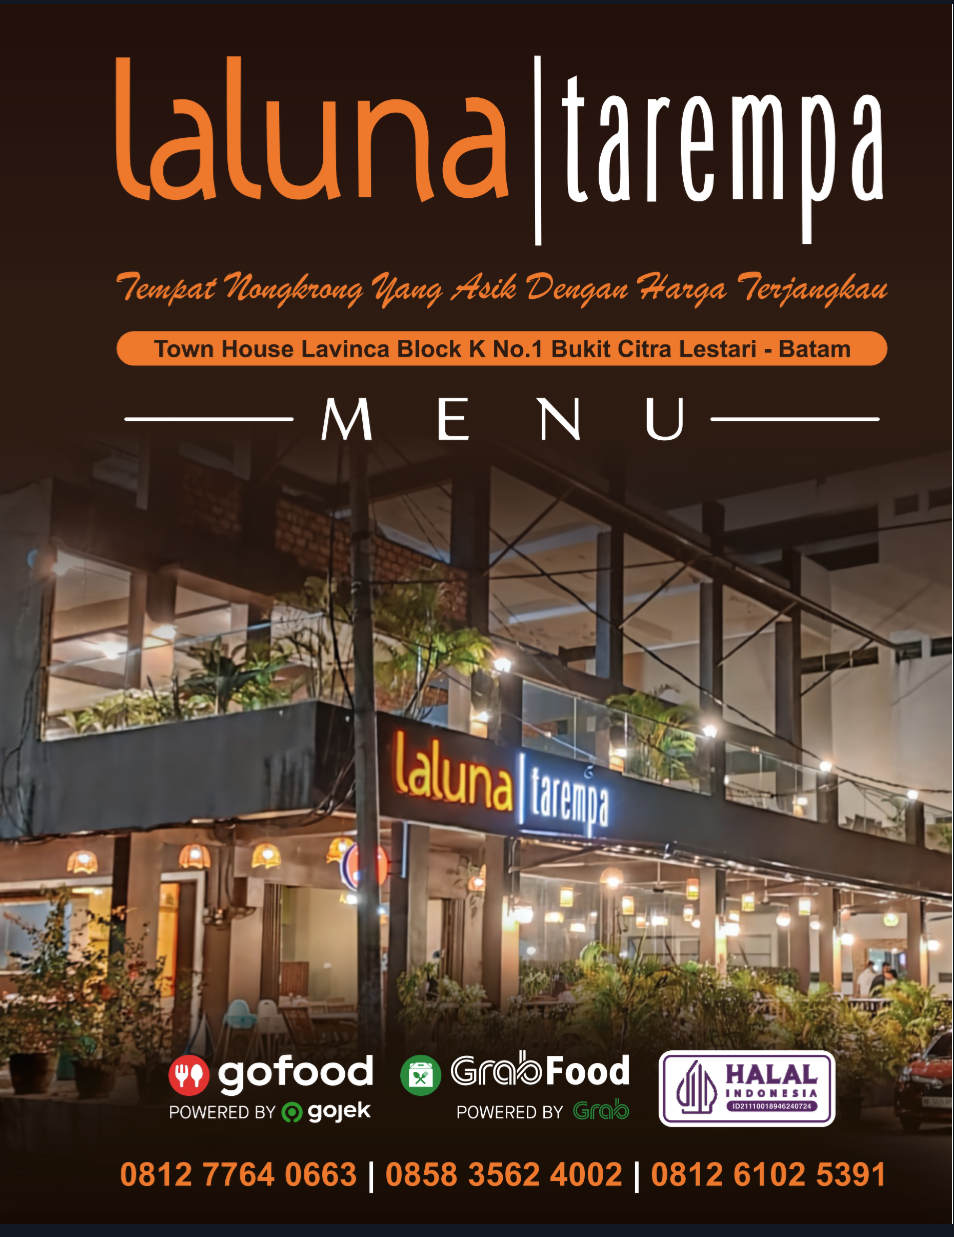 laluna | tarempa
Tempat Nongkrong Yang Asik Dengan Harga Terjangkau
Town House Lavinca Block K No.1 Bukit Citra Lestari - Batam
MENU
laluna | tarempa
gofood
POWERED BY gojek
GrabFood
POWERED BY Grab
HALAL
INDONESIA
ID21110018946240724
0812 7764 0663 | 0858 3562 4002 | 0812 6102 5391